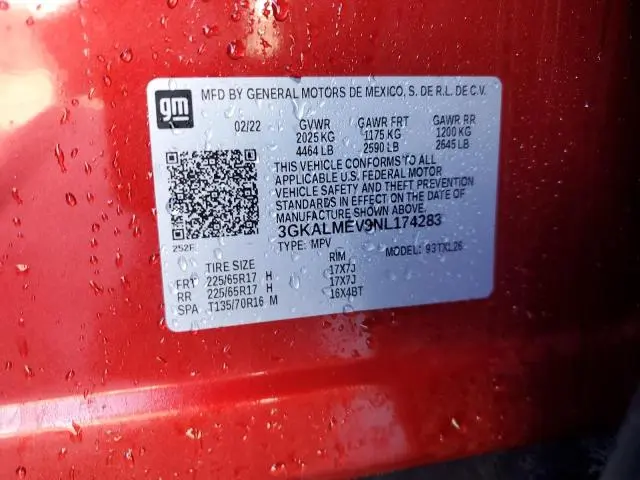 gm
MFD BY GENERAL MOTORS DE MEXICO, S. DE R.L. DE C.V.
02/22 GVWR GAWR FRT GAWR RR
2025 KG 1175 KG 1200 KG
4464 LB 2590 LB 2645 LB
THIS VEHICLE CONFORMS TO ALL
APPLICABLE U.S. FEDERAL MOTOR
VEHICLE SAFETY AND THEFT PREVENTION
STANDARDS IN EFFECT ON THE DATE OF
MANUFACTURE SHOWN ABOVE.
3GKALMEV9NL174283
252F TYPE: MPV MODEL: 93TXL26
TIRE SIZE RIM
FRT 225/65R17 H 17X7J
RR 225/65R17 H 17X7J
SPA T135/70R16 M 16X4BT